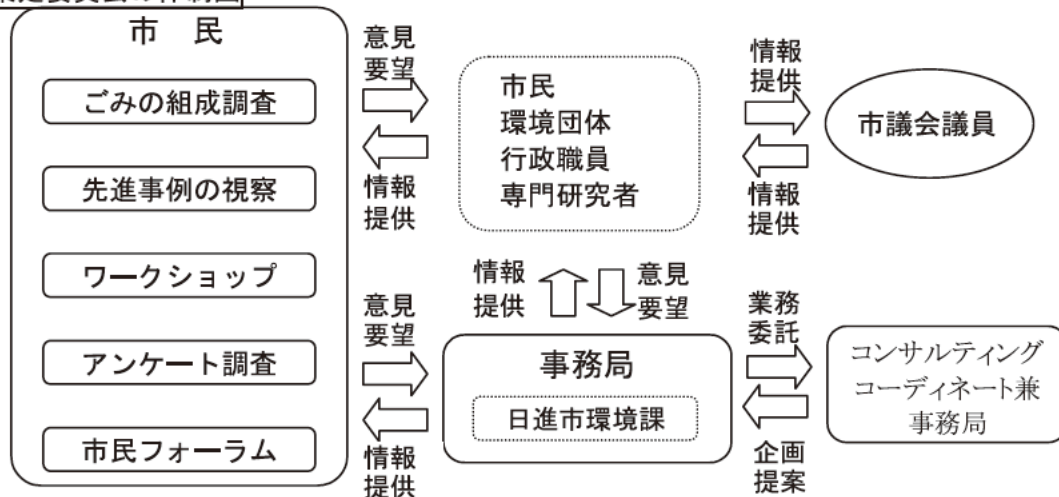 市　民
ごみの組成調査
先進事例の視察
ワークショップ
アンケート調査
市民フォーラム
意見
要望
情報
提供
市民
環境団体
行政職員
専門研究者
情報
提供
情報
提供
市議会議員
情報
提供
意見
要望
意見
要望
情報
提供
事務局
日進市環境課
業務
委託
企画
提案
コンサルティング
コーディネート兼
事務局